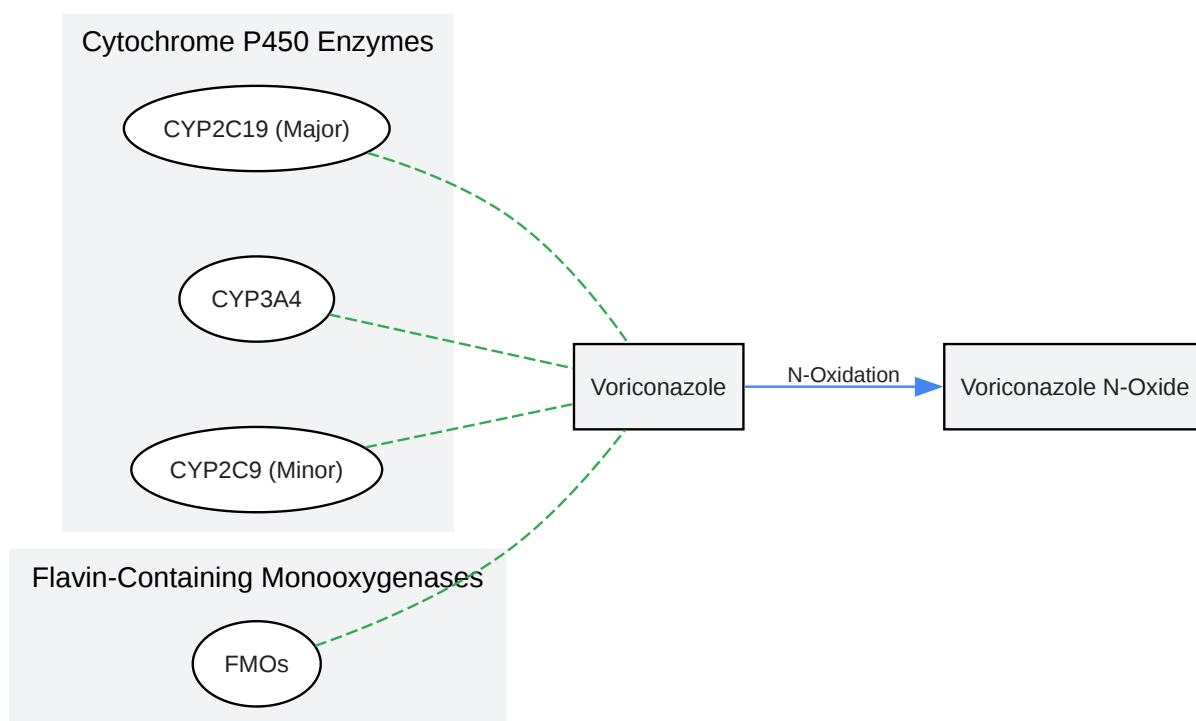 Cytochrome P450 Enzymes
CYP2C19 (Major)
CYP3A4
CYP2C9 (Minor)
Flavin-Containing Monooxygenases
FMOs
Voriconazole
N-Oxidation
Voriconazole N-Oxide